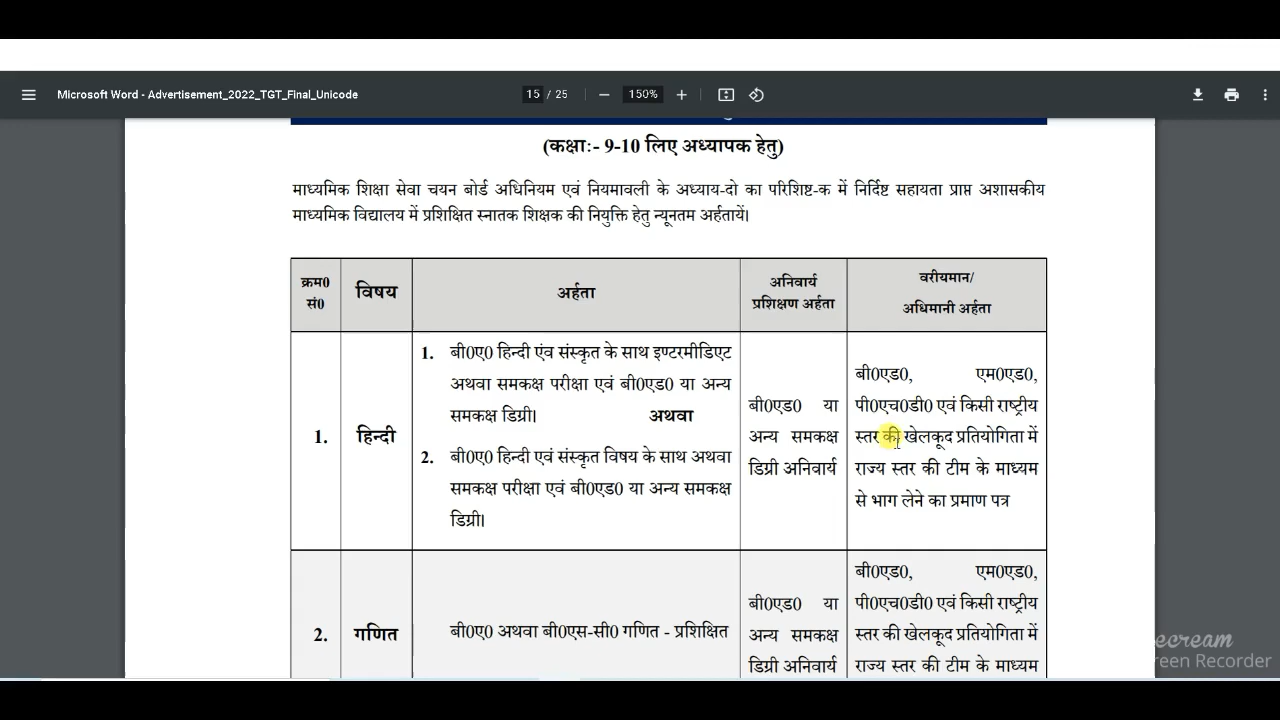 Microsoft Word - Advertisement_2022_TGT_Final_Unicode
15 / 25
150%
(कक्षाः- 9-10 लिए अध्यापक हेतु)
माध्यमिक शिक्षा सेवा चयन बोर्ड अधिनियम एवं नियमावली के अध्याय-दो का परिशिष्ट-क में निर्दिष्ट सहायता प्राप्त अशासकीय
माध्यमिक विद्यालय में प्रशिक्षित स्नातक शिक्षक की नियुक्ति हेतु न्यूनतम अर्हतायें।
क्रम0
सं0
विषय
अर्हता
अनिवार्य
प्रशिक्षण अर्हता
वरीयमान/
अधिमानी अर्हता
1.
हिन्दी
1. बी0ए0 हिन्दी एंव संस्कृत के साथ इण्टरमीडिएट
अथवा समकक्ष परीक्षा एवं बी0एड0 या अन्य
समकक्ष डिग्री। अथवा
2. बी0ए0 हिन्दी एवं संस्कृत विषय के साथ अथवा
समकक्ष परीक्षा एवं बी0एड0 या अन्य समकक्ष
डिग्री।
बी0एड0 या
अन्य समकक्ष
डिग्री अनिवार्य
बी0एड0, एम0एड0,
पी0एच0डी0 एवं किसी राष्ट्रीय
स्तर की खेलकूद प्रतियोगिता में
राज्य स्तर की टीम के माध्यम
से भाग लेने का प्रमाण पत्र
2.
गणित
बी0ए0 अथवा बी0एस-सी0 गणित - प्रशिक्षित
बी0एड0 या
अन्य समकक्ष
डिग्री अनिवार्य
बी0एड0, एम0एड0,
पी0एच0डी0 एवं किसी राष्ट्रीय
स्तर की खेलकूद प्रतियोगिता में
राज्य स्तर की टीम के माध्यम
Recorder